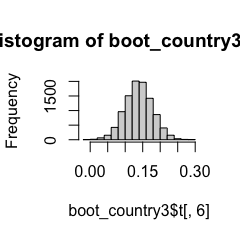 istogram of boot_country3
Frequency
1500
0
0.00 0.15 0.30
boot_country3$t[, 6]